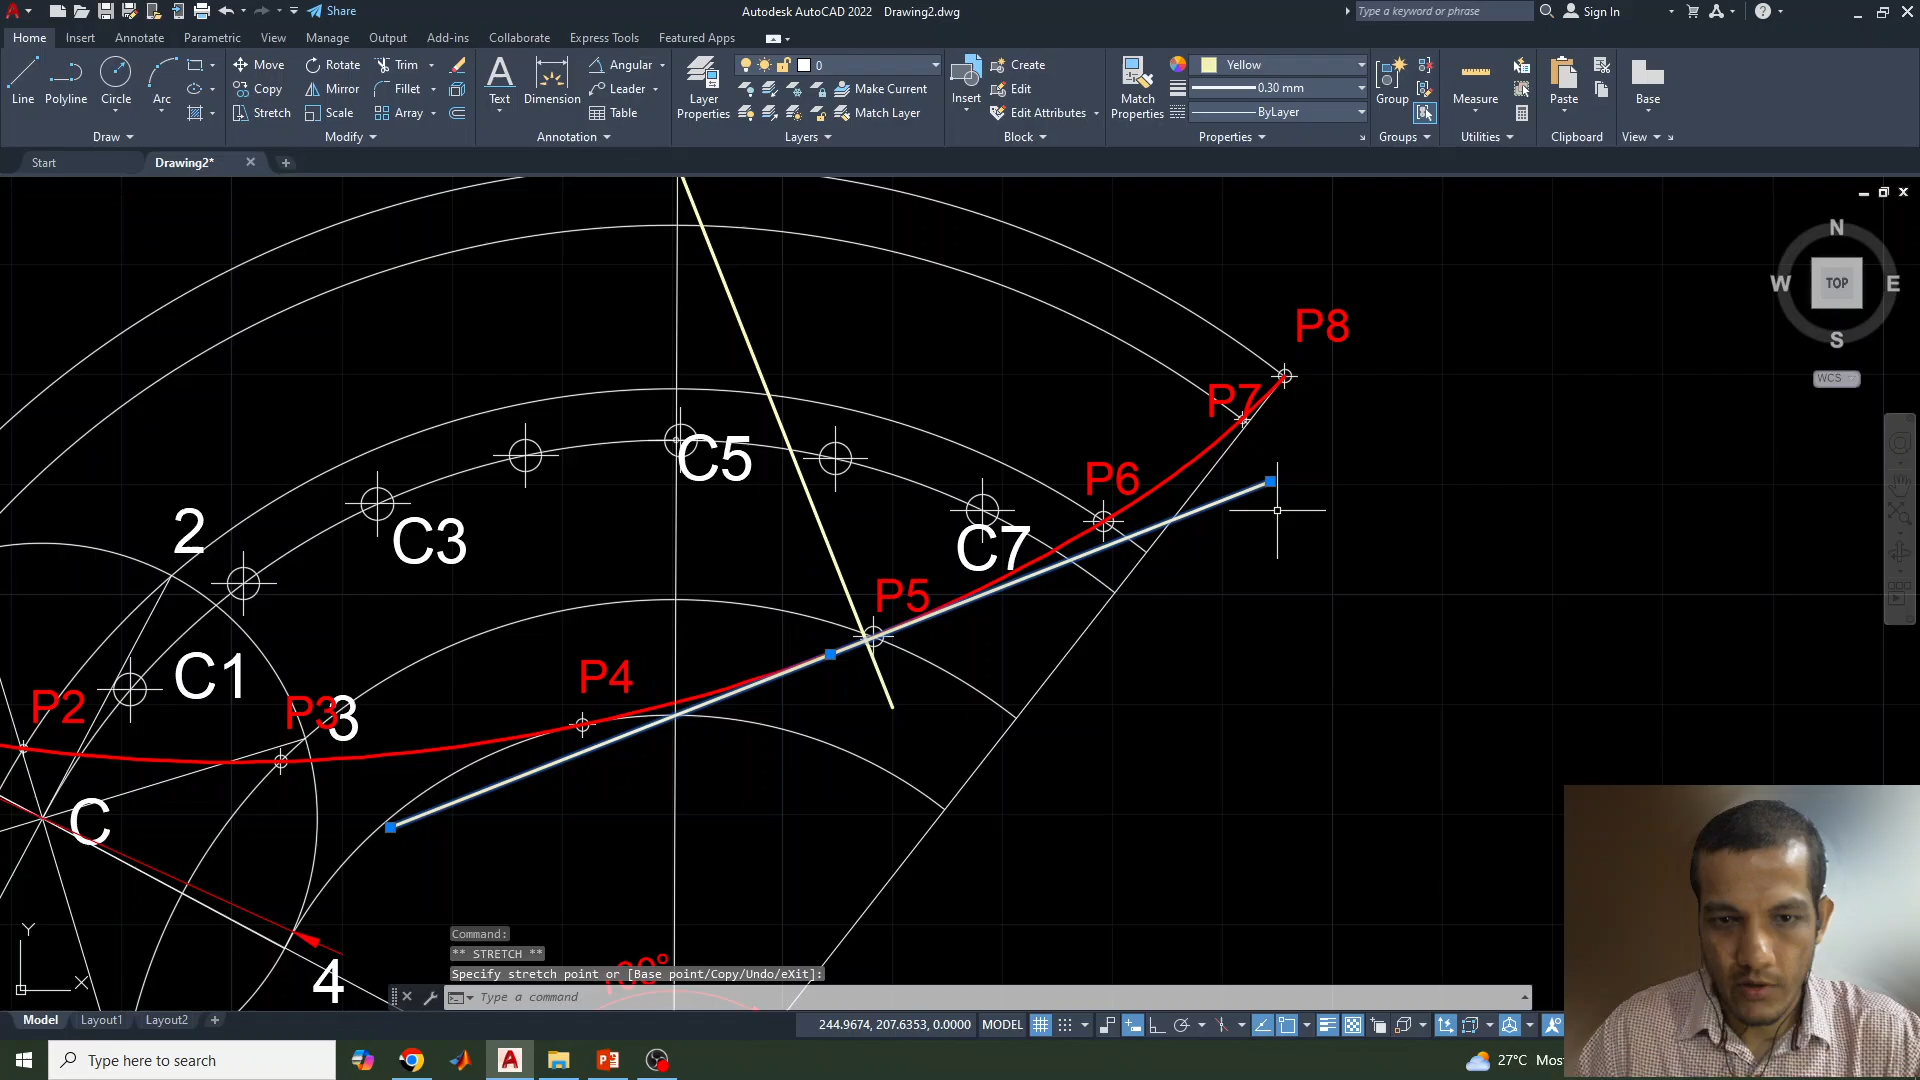 Share
Autodesk AutoCAD 2022 Drawing2.dwg
Type a keyword or phrase
Sign In
Home Insert Annotate Parametric View Manage Output Add-ins Collaborate Express Tools Featured Apps
Line Polyline Circle Arc
Move Rotate Trim
Copy Mirror Fillet
Stretch Scale Array
Text Dimension
Angular
Leader
Table
Layer Properties
0
Make Current
Match Layer
Insert
Create
Edit
Edit Attributes
Match Properties
Yellow
0.30 mm
ByLayer
Group
Measure
Paste
Base
Draw Modify Annotation Layers Block Properties Groups Utilities Clipboard View
Start Drawing2*
N
W TOP E
S
WCS
P8
P7
P6
C5
2
C3
C7
P5
C1
P4
P2
P3
3
C
4
Y
X
Command:
** STRETCH **
Specify stretch point or [Base point/Copy/Undo/eXit]:
Type a command
Model Layout1 Layout2
244.9674, 207.6353, 0.0000 MODEL
Type here to search
27°C